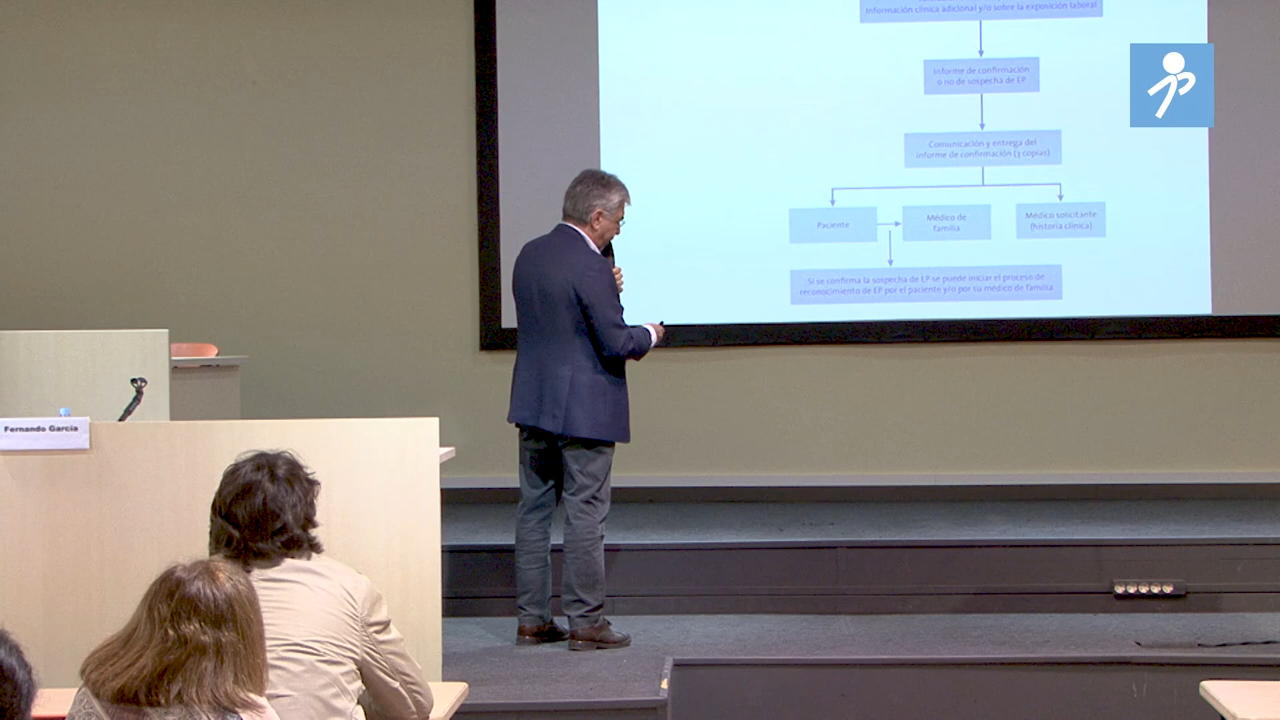 Información clínica adicional y/o sobre la exposición laboral
Informe de confirmación
o no de sospecha de EP
Comunicación y entrega del
informe de confirmación (3 copias)
Paciente
Médico de
familia
Médico solicitante
(historia clínica)
Si se confirma la sospecha de EP se puede iniciar el proceso de
reconocimiento de EP por el paciente y/o por su médico de familia
Fernando García